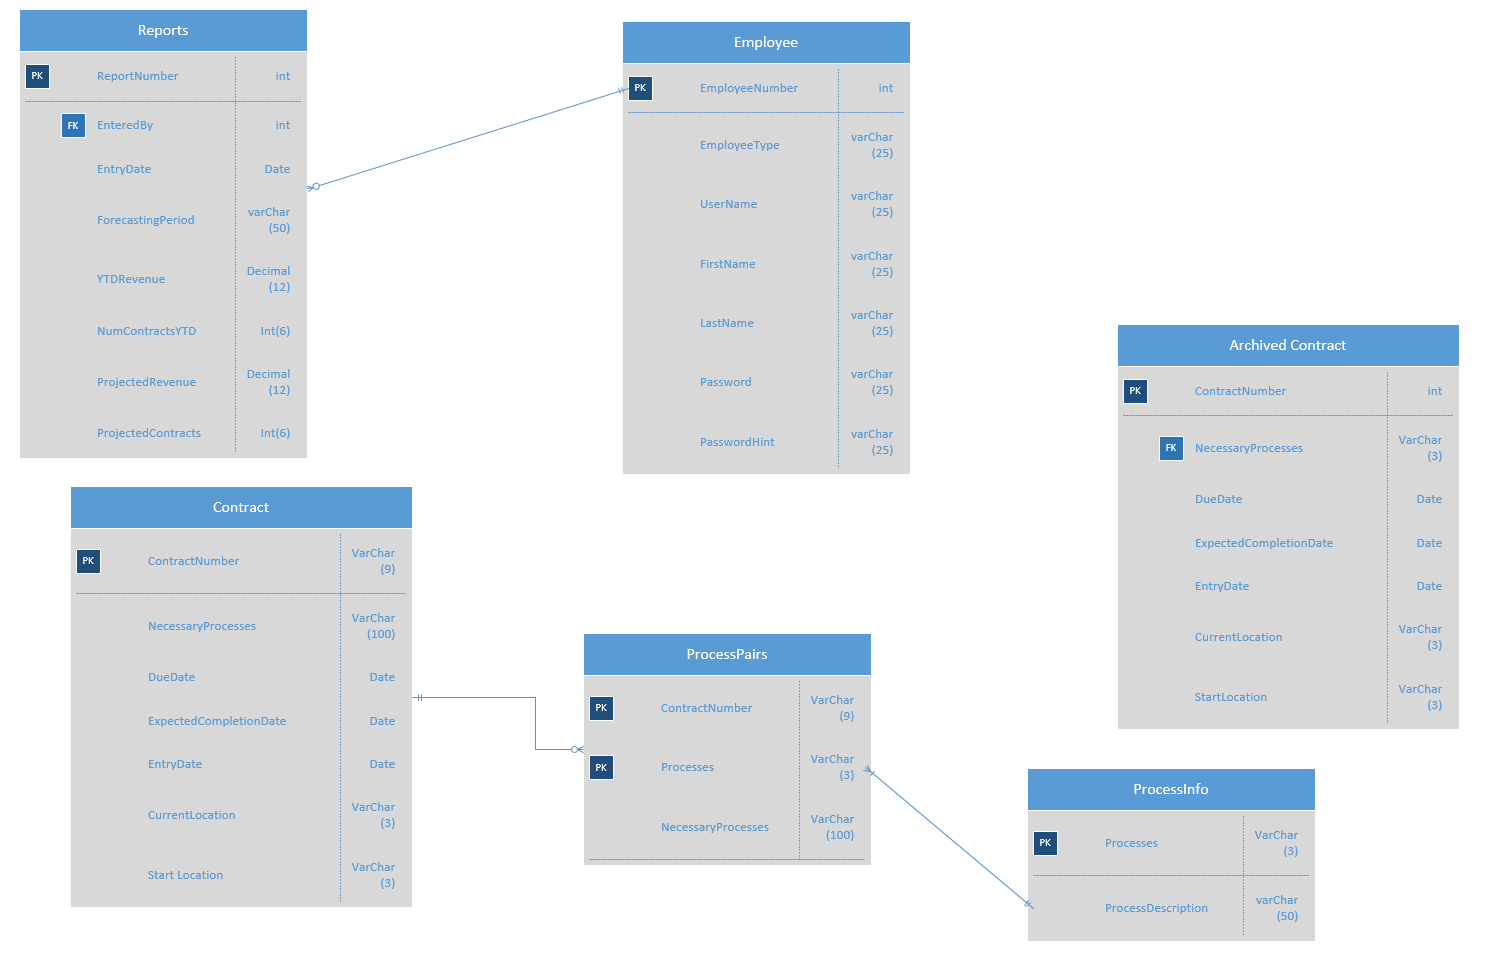 Reports
PK ReportNumber int
FK EnteredBy int
EntryDate Date
ForecastingPeriod varChar
(50)
YTDRevenue Decimal
(12)
NumContractsYTD Int(6)
ProjectedRevenue Decimal
(12)
ProjectedContracts Int(6)
Employee
PK EmployeeNumber int
EmployeeType varChar
(25)
UserName varChar
(25)
FirstName varChar
(25)
LastName varChar
(25)
Password varChar
(25)
PasswordHint varChar
(25)
Archived Contract
PK ContractNumber int
FK NecessaryProcesses VarChar
(3)
DueDate Date
ExpectedCompletionDate Date
EntryDate Date
CurrentLocation VarChar
(3)
StartLocation VarChar
(3)
Contract
PK ContractNumber VarChar
(9)
NecessaryProcesses VarChar
(100)
DueDate Date
ExpectedCompletionDate Date
EntryDate Date
CurrentLocation VarChar
(3)
Start Location VarChar
(3)
ProcessPairs
PK ContractNumber VarChar
(9)
PK Processes VarChar
(3)
NecessaryProcesses VarChar
(100)
ProcessInfo
PK Processes VarChar
(3)
ProcessDescription varChar
(50)